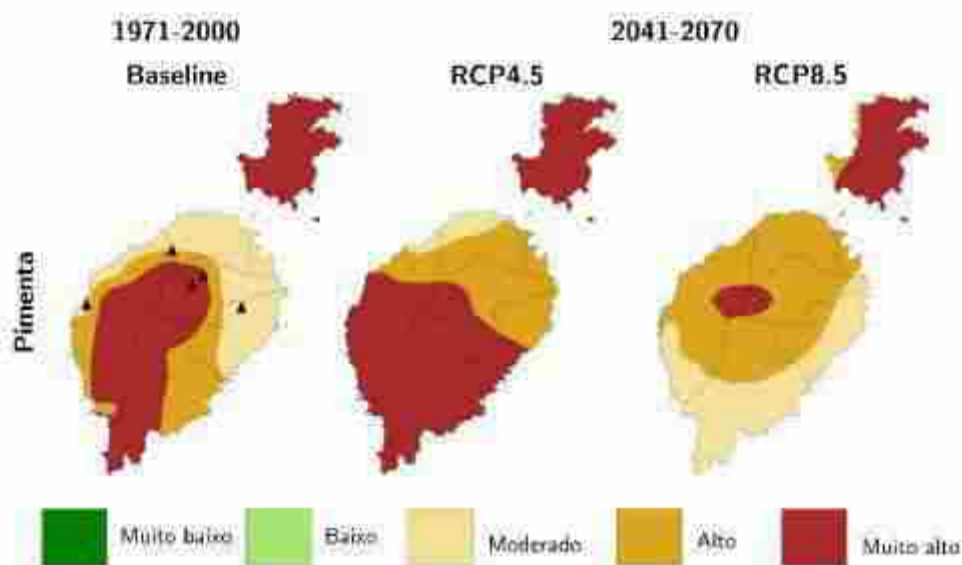 1971-2000
2041-2070
Baseline
RCP4.5
RCP8.5
Pimenta
Muito baixo
Baixo
Moderado
Alto
Muito alto